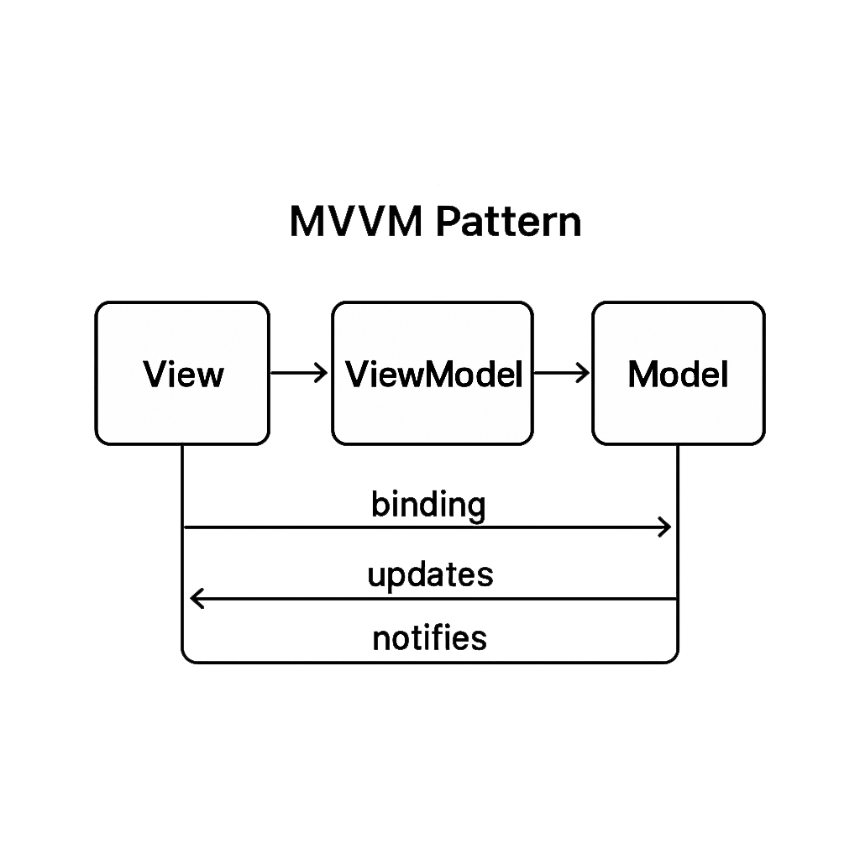 MVVM Pattern
View
ViewModel
Model
binding
updates
notifies